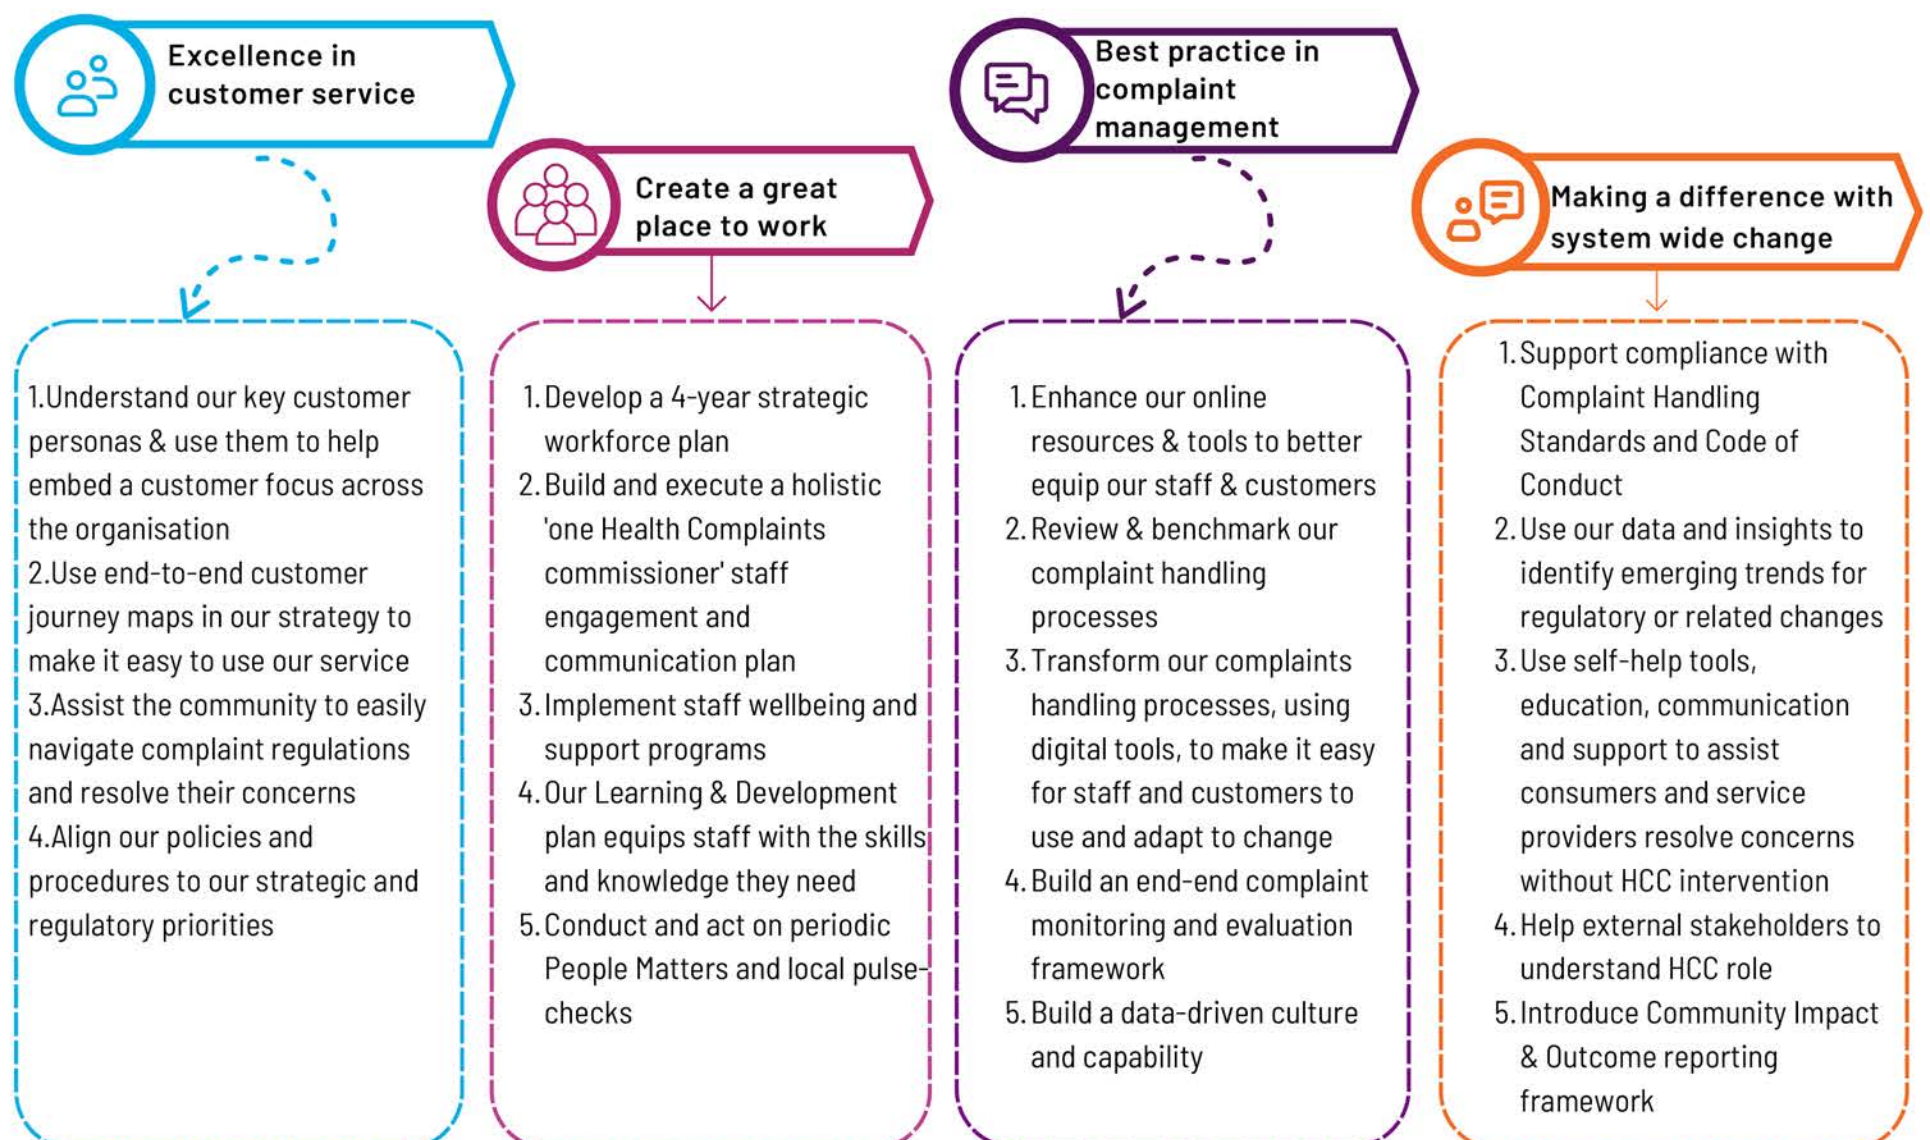 Excellence in
customer service
1.Understand our key customer
personas & use them to help
embed a customer focus across
the organisation
2.Use end-to-end customer
journey maps in our strategy to
make it easy to use our service
3.Assist the community to easily
navigate complaint regulations
and resolve their concerns
4.Align our policies and
procedures to our strategic and
regulatory priorities
Create a great
place to work
1. Develop a 4-year strategic
workforce plan
2. Build and execute a holistic
'one Health Complaints
commissioner' staff
engagement and
communication plan
3. Implement staff wellbeing and
support programs
4. Our Learning & Development
plan equips staff with the skills
and knowledge they need
5. Conduct and act on periodic
People Matters and local pulse-
checks
Best practice in
complaint
management
1. Enhance our online
resources & tools to better
equip our staff & customers
2. Review & benchmark our
complaint handling
processes
3. Transform our complaints
handling processes, using
digital tools, to make it easy
for staff and customers to
use and adapt to change
4. Build an end-end complaint
monitoring and evaluation
framework
5. Build a data-driven culture
and capability
Making a difference with
system wide change
1. Support compliance with
Complaint Handling
Standards and Code of
Conduct
2. Use our data and insights to
identify emerging trends for
regulatory or related changes
3. Use self-help tools,
education, communication
and support to assist
consumers and service
providers resolve concerns
without HCC intervention
4. Help external stakeholders to
understand HCC role
5. Introduce Community Impact
& Outcome reporting
framework